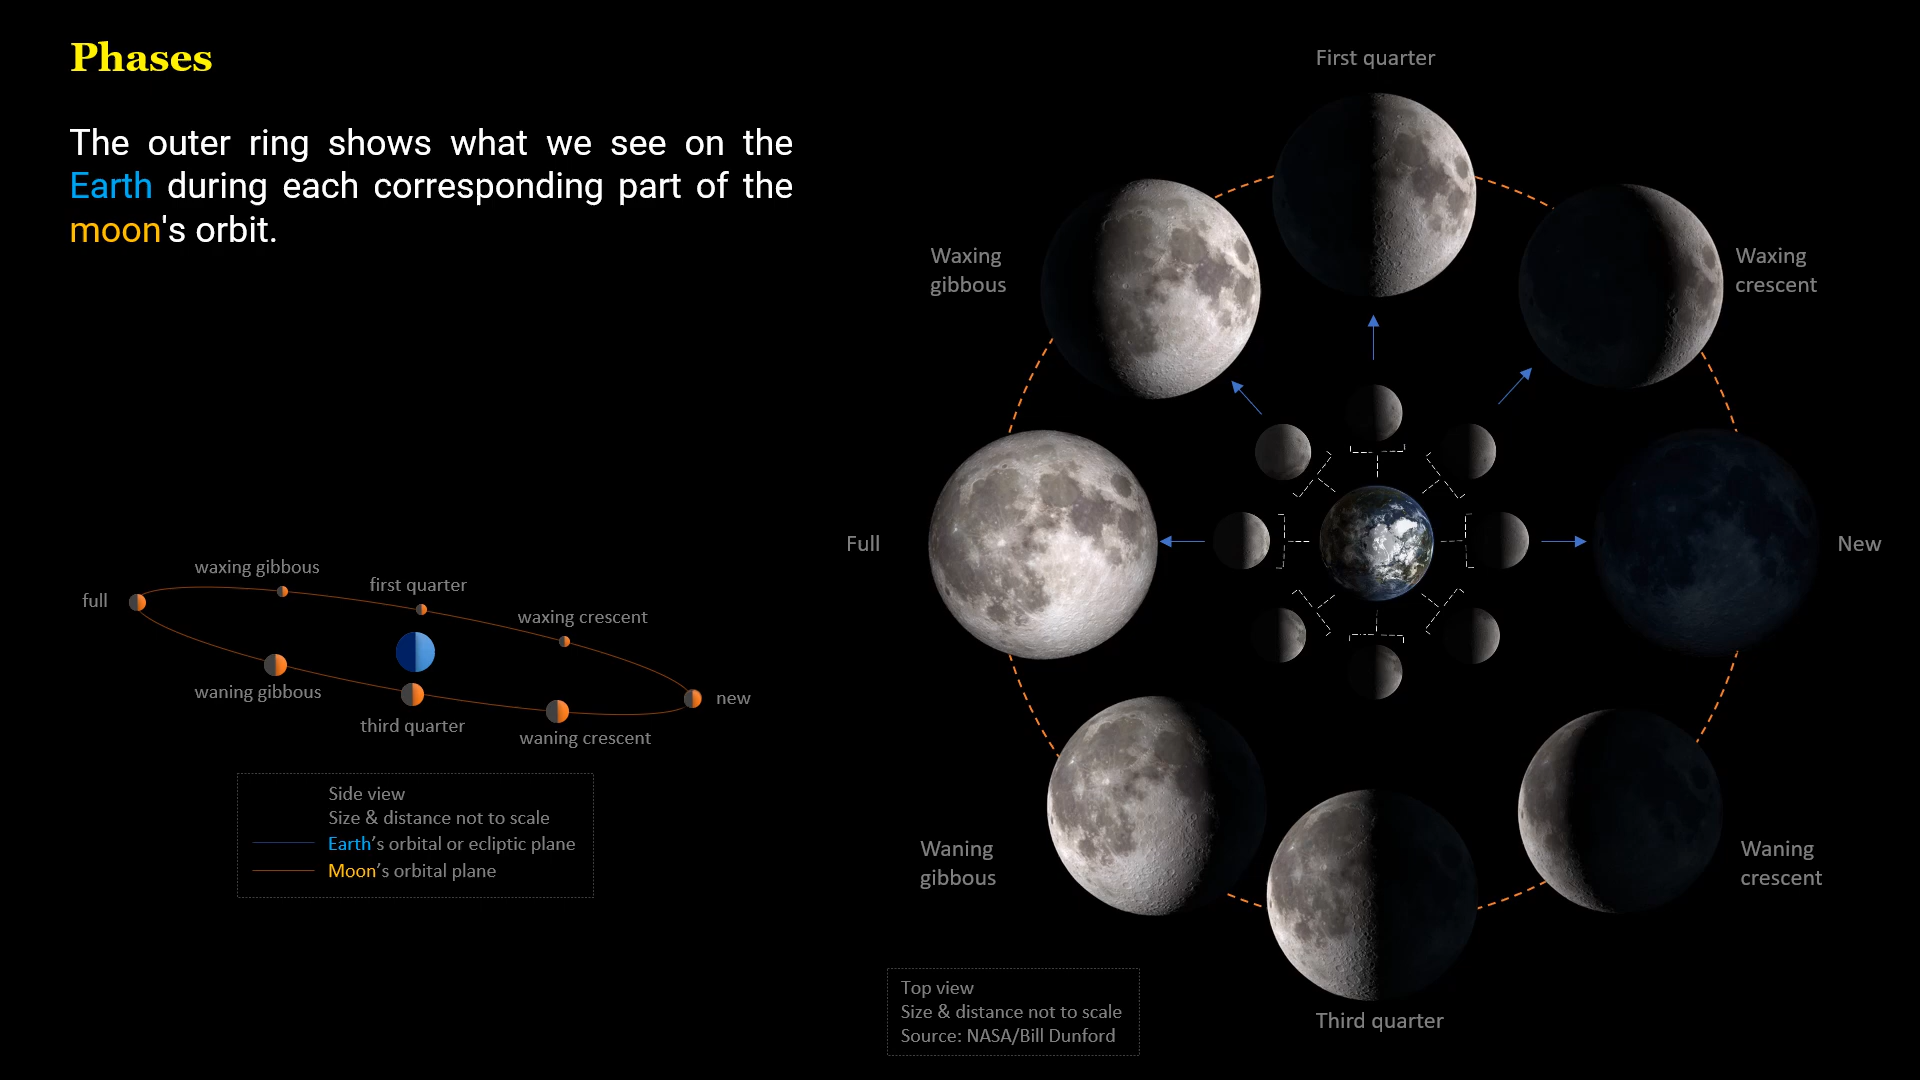 Phases
The outer ring shows what we see on the
Earth during each corresponding part of the
moon's orbit.
full
waxing gibbous
first quarter
waxing crescent
waning gibbous
third quarter
waning crescent
new
Side view
Size & distance not to scale
Earth's orbital or ecliptic plane
Moon's orbital plane
First quarter
Waxing
gibbous
Waxing
crescent
Full
New
Waning
gibbous
Waning
crescent
Third quarter
Top view
Size & distance not to scale
Source: NASA/Bill Dunford